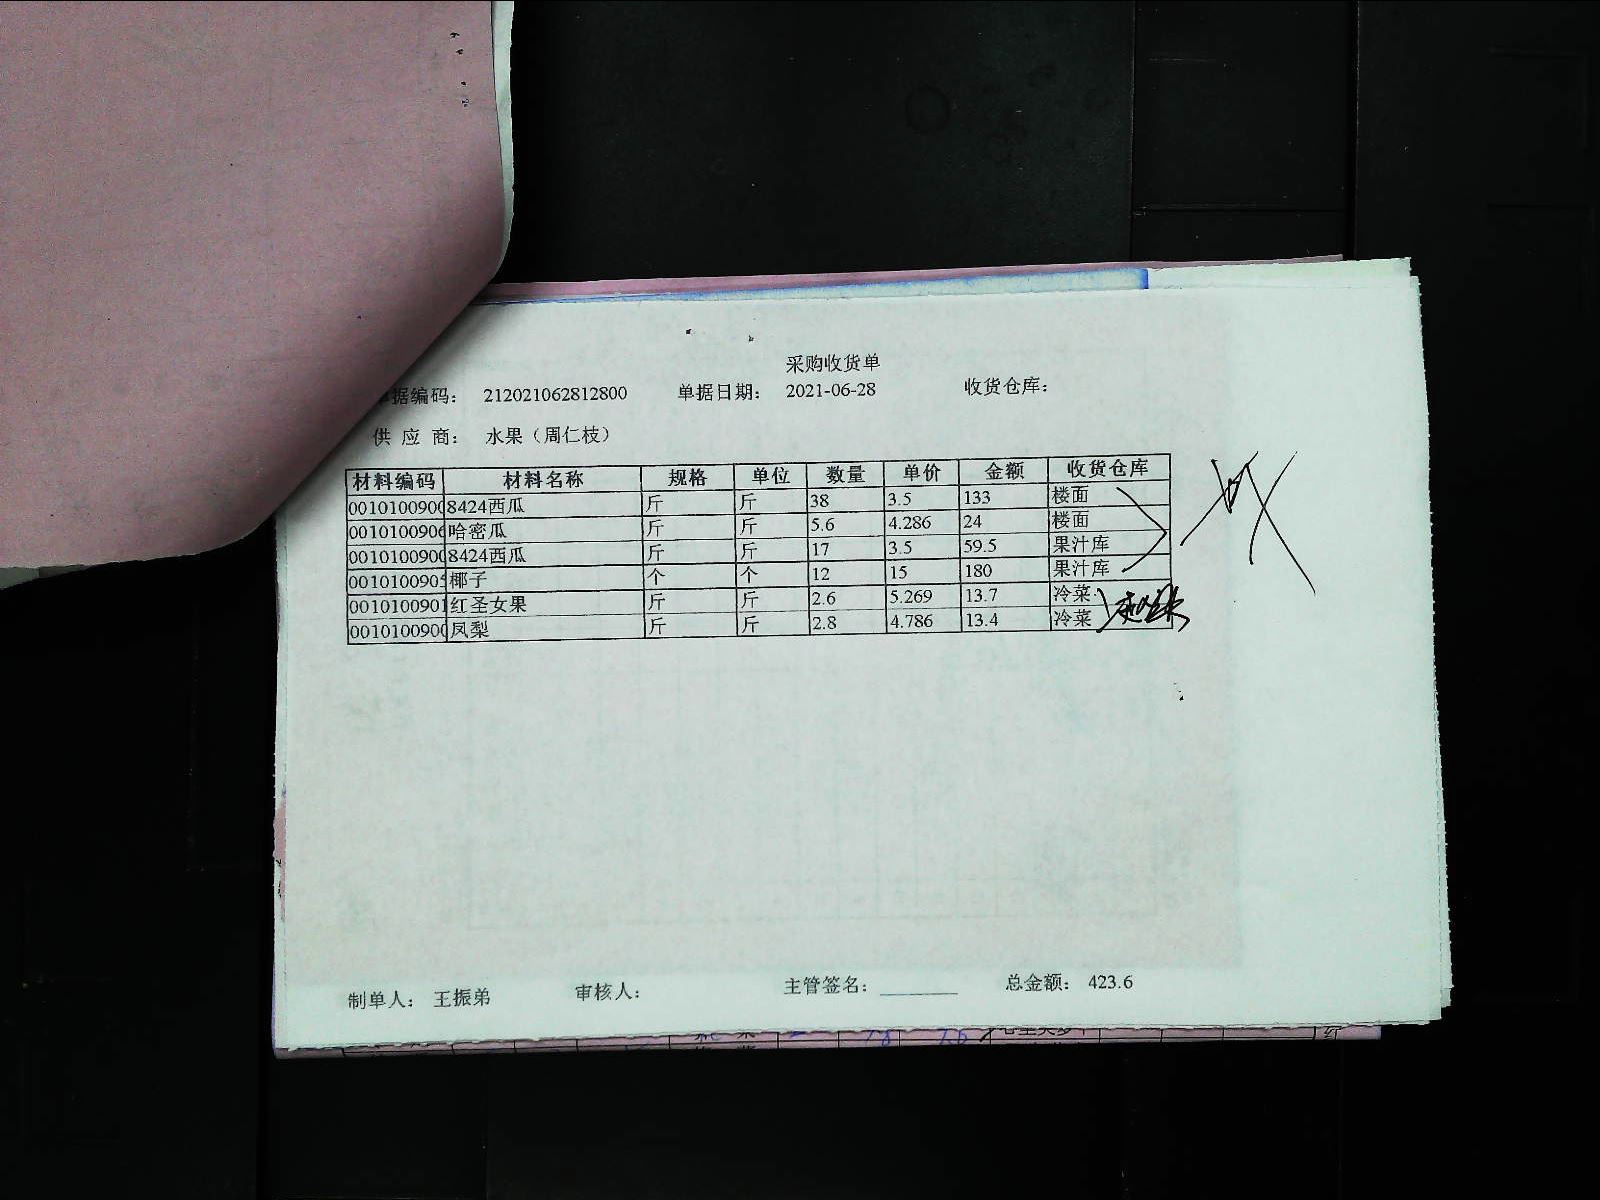 采购收货单
据编码： 212021062812800 单据日期： 2021-06-28 收货仓库：
供 应 商： 水果（周仁枝）
材料编码 材料名称 规格 单位 数量 单价 金额 收货仓库
0010100900 8424西瓜 斤 斤 38 3.5 133 楼面
0010100906 哈密瓜 斤 斤 5.6 4.286 24 楼面
0010100900 8424西瓜 斤 斤 17 3.5 59.5 果汁库
001010090 椰子 个 个 12 15 180 果汁库
0010100901 红圣女果 斤 斤 2.6 5.269 13.7 冷菜
0010100900 凤梨 斤 斤 2.8 4.786 13.4 冷菜
制单人： 王振弟 审核人： 主管签名： ________ 总金额： 423.6